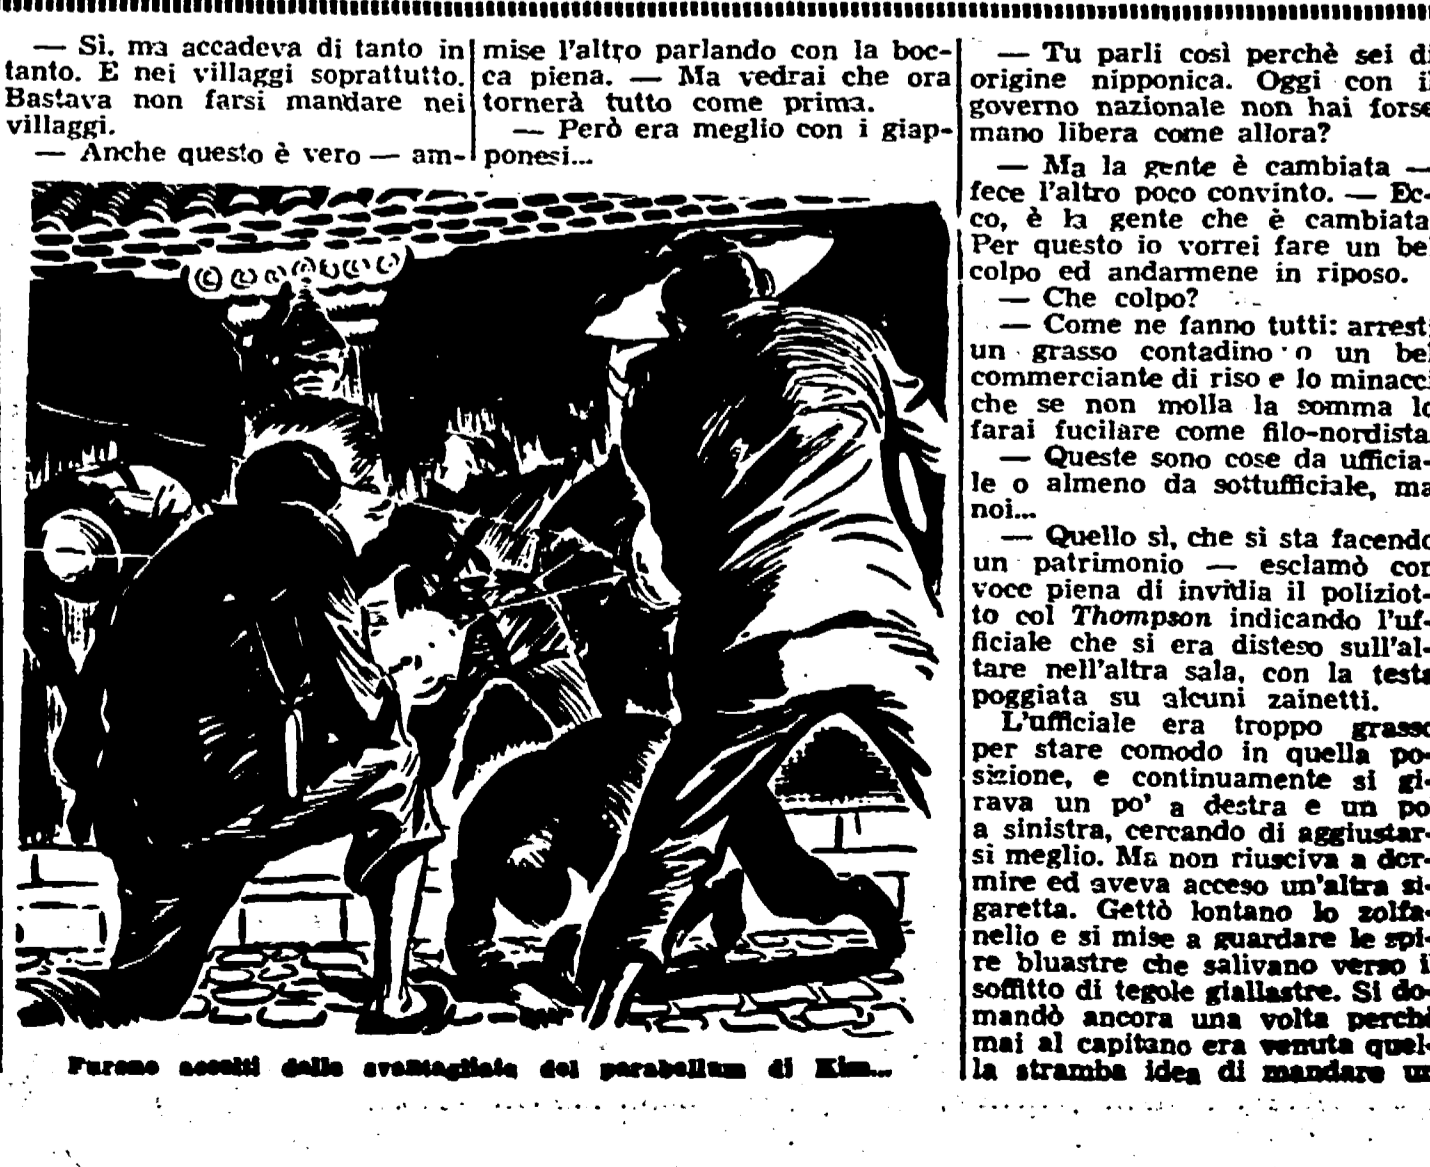 — Sì, ma accadeva di tanto in
tanto. E nei villaggi soprattutto.
Bastava non farsi mandare nei
villaggi.
— Anche questo è vero — am-
mise l'altro parlando con la boc-
ca piena. — Ma vedrai che ora
tornerà tutto come prima.
— Però era meglio con i giap-
ponesi...
Furono accolti dalle sventagliate del parabellum di Kim...
— Tu parli così perchè sei di
origine nipponica. Oggi con il
governo nazionale non hai forse
mano libera come allora?
— Ma la gente è cambiata —
fece l'altro poco convinto. — Ec-
co, è la gente che è cambiata
Per questo io vorrei fare un bel
colpo ed andarmene in riposo.
— Che colpo?
— Come ne fanno tutti: arresti
un grasso contadino o un bel
commerciante di riso e lo minacci
che se non molla la somma lo
farai fucilare come filo-nordista
— Queste sono cose da ufficia-
le o almeno da sottufficiale, ma
noi...
— Quello sì, che si sta facendo
un patrimonio — esclamò con
voce piena di invidia il poliziot-
to col Thompson indicando l'uf-
ficiale che si era disteso sull'al-
tare nell'altra sala, con la testa
poggiata su alcuni zainetti.
L'ufficiale era troppo grasso
per stare comodo in quella po-
sizione, e continuamente si gi-
rava un po' a destra e un po
a sinistra, cercando di aggiustar-
si meglio. Ma non riusciva a dor-
mire ed aveva acceso un'altra si-
garetta. Gettò lontano lo zolfa-
nello e si mise a guardare le spi-
re bluastre che salivano verso il
soffitto di tegole giallastre. Si do-
mandò ancora una volta perchè
mai al capitano era venuta quel-
la stramba idea di mandare un